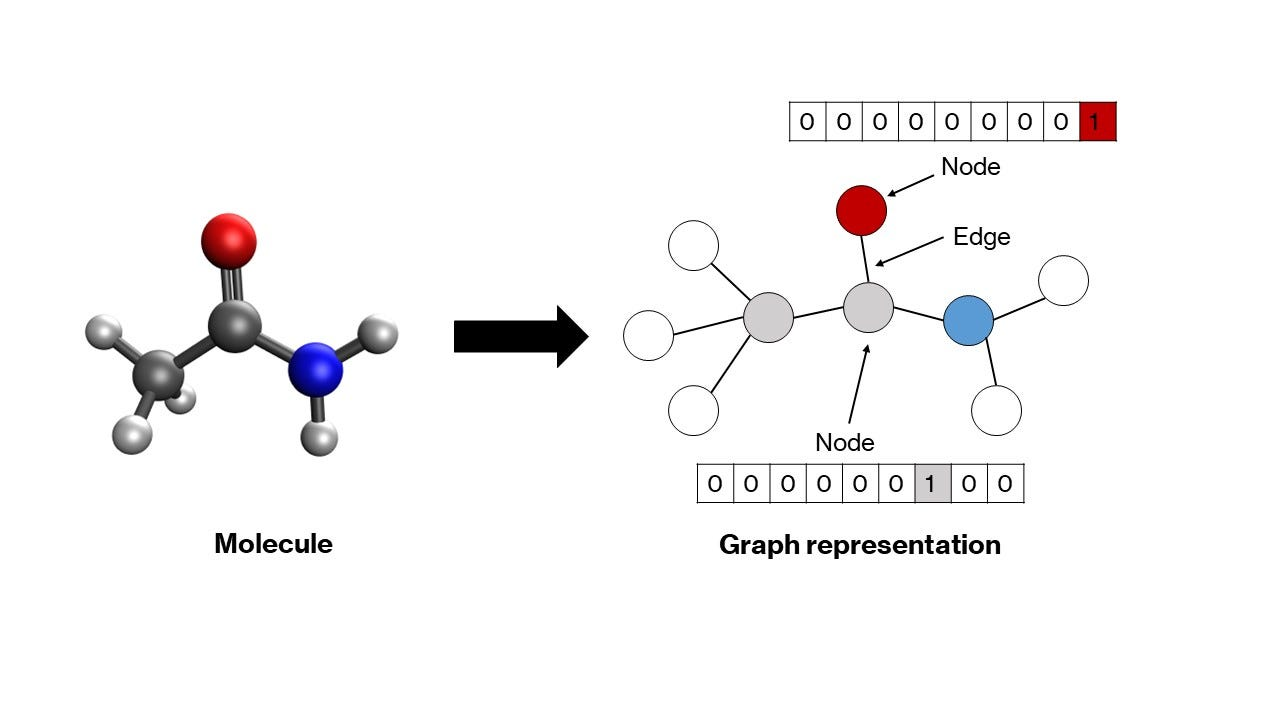 0 0 0 0 0 0 0 0 1
Node
Edge
Node
0 0 0 0 0 0 1 0 0
Molecule
Graph representation